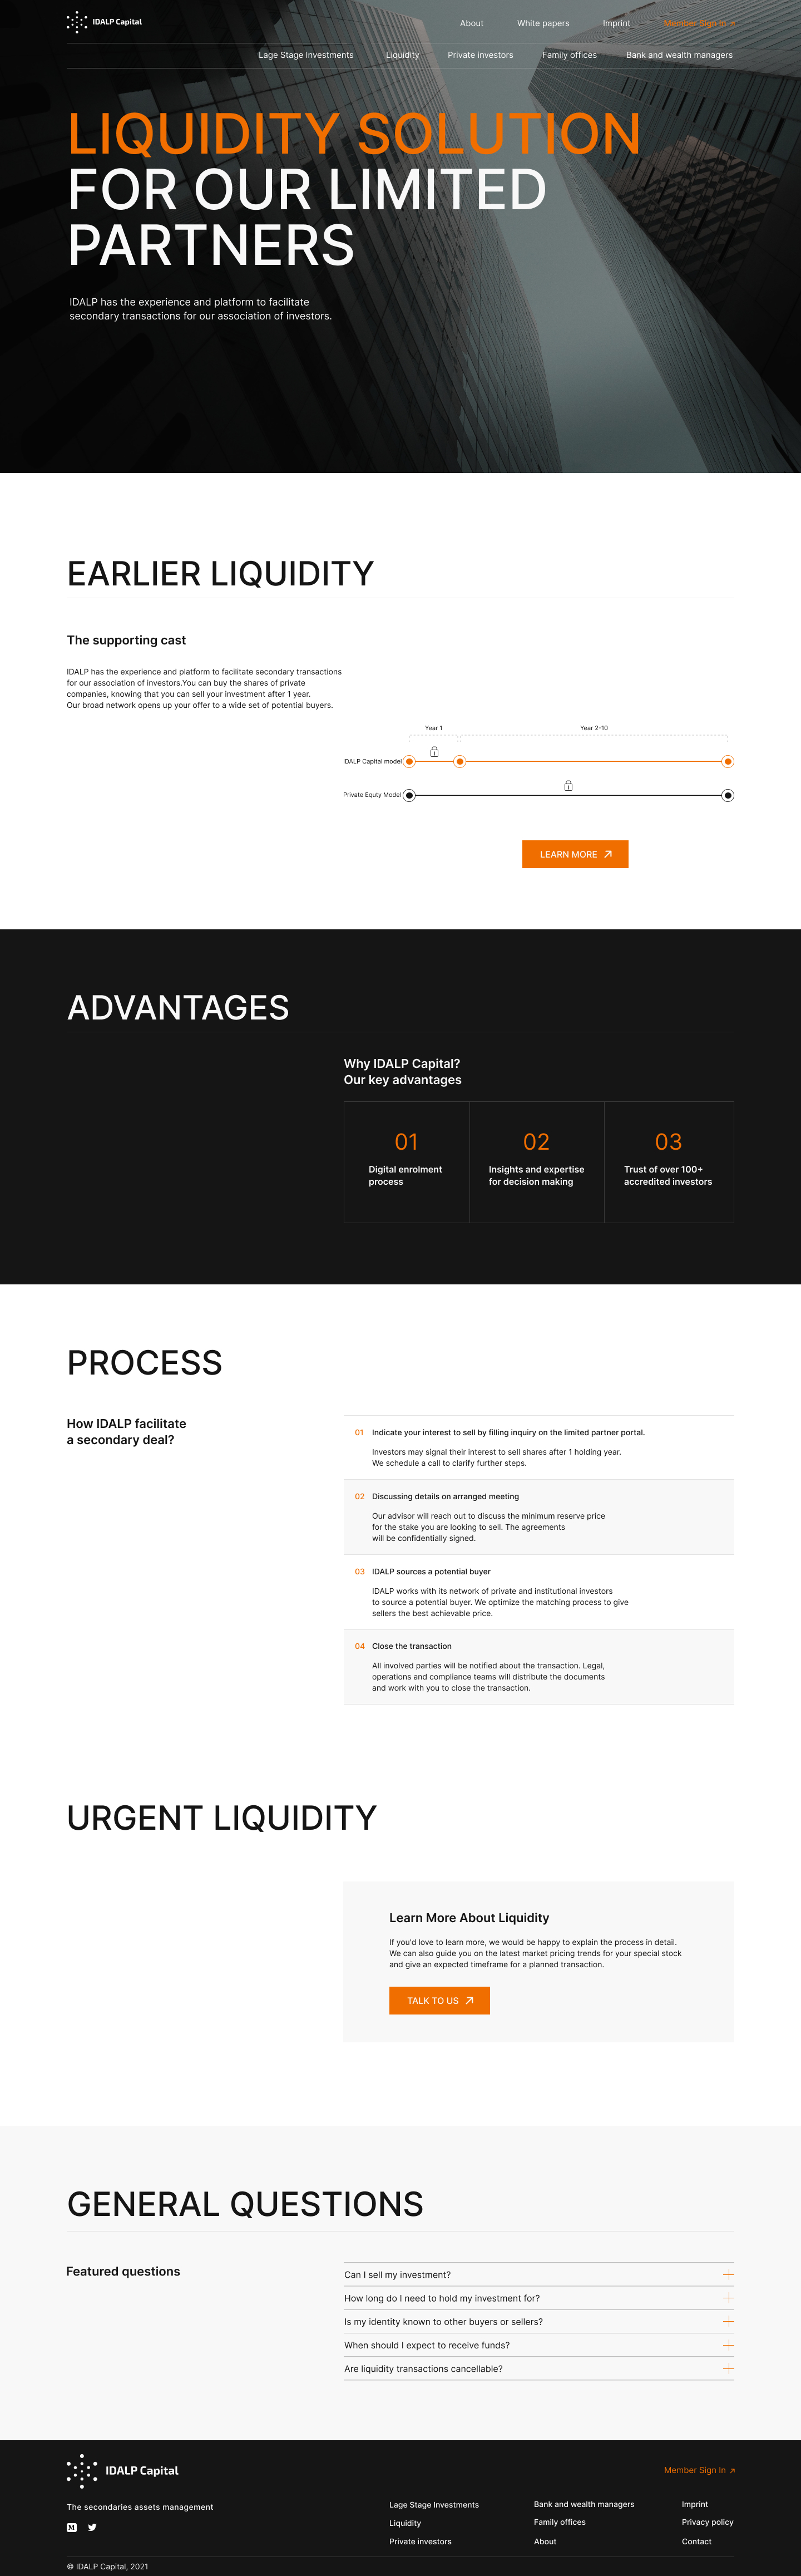 IDALP Capital
About White papers Imprint Member Sign In
Lage Stage Investments Liquidity Private investors Family offices Bank and wealth managers
LIQUIDITY SOLUTION
FOR OUR LIMITED
PARTNERS
IDALP has the experience and platform to facilitate
secondary transactions for our association of investors.
EARLIER LIQUIDITY
The supporting cast
IDALP has the experience and platform to facilitate secondary transactions
for our association of investors.You can buy the shares of private
companies, knowing that you can sell your investment after 1 year.
Our broad network opens up your offer to a wide set of potential buyers.
Year 1 Year 2-10
IDALP Capital model
Private Equty Model
LEARN MORE
ADVANTAGES
Why IDALP Capital?
Our key advantages
01
Digital enrolment
process
02
Insights and expertise
for decision making
03
Trust of over 100+
accredited investors
PROCESS
How IDALP facilitate
a secondary deal?
01 Indicate your interest to sell by filling inquiry on the limited partner portal.
Investors may signal their interest to sell shares after 1 holding year.
We schedule a call to clarify further steps.
02 Discussing details on arranged meeting
Our advisor will reach out to discuss the minimum reserve price
for the stake you are looking to sell. The agreements
will be confidentially signed.
03 IDALP sources a potential buyer
IDALP works with its network of private and institutional investors
to source a potential buyer. We optimize the matching process to give
sellers the best achievable price.
04 Close the transaction
All involved parties will be notified about the transaction. Legal,
operations and compliance teams will distribute the documents
and work with you to close the transaction.
URGENT LIQUIDITY
Learn More About Liquidity
If you'd love to learn more, we would be happy to explain the process in detail.
We can also guide you on the latest market pricing trends for your special stock
and give an expected timeframe for a planned transaction.
TALK TO US
GENERAL QUESTIONS
Featured questions
Can I sell my investment?
How long do I need to hold my investment for?
Is my identity known to other buyers or sellers?
When should I expect to receive funds?
Are liquidity transactions cancellable?
IDALP Capital
Member Sign In
The secondaries assets management
Lage Stage Investments
Liquidity
Private investors
Bank and wealth managers
Family offices
About
Imprint
Privacy policy
Contact
© IDALP Capital, 2021